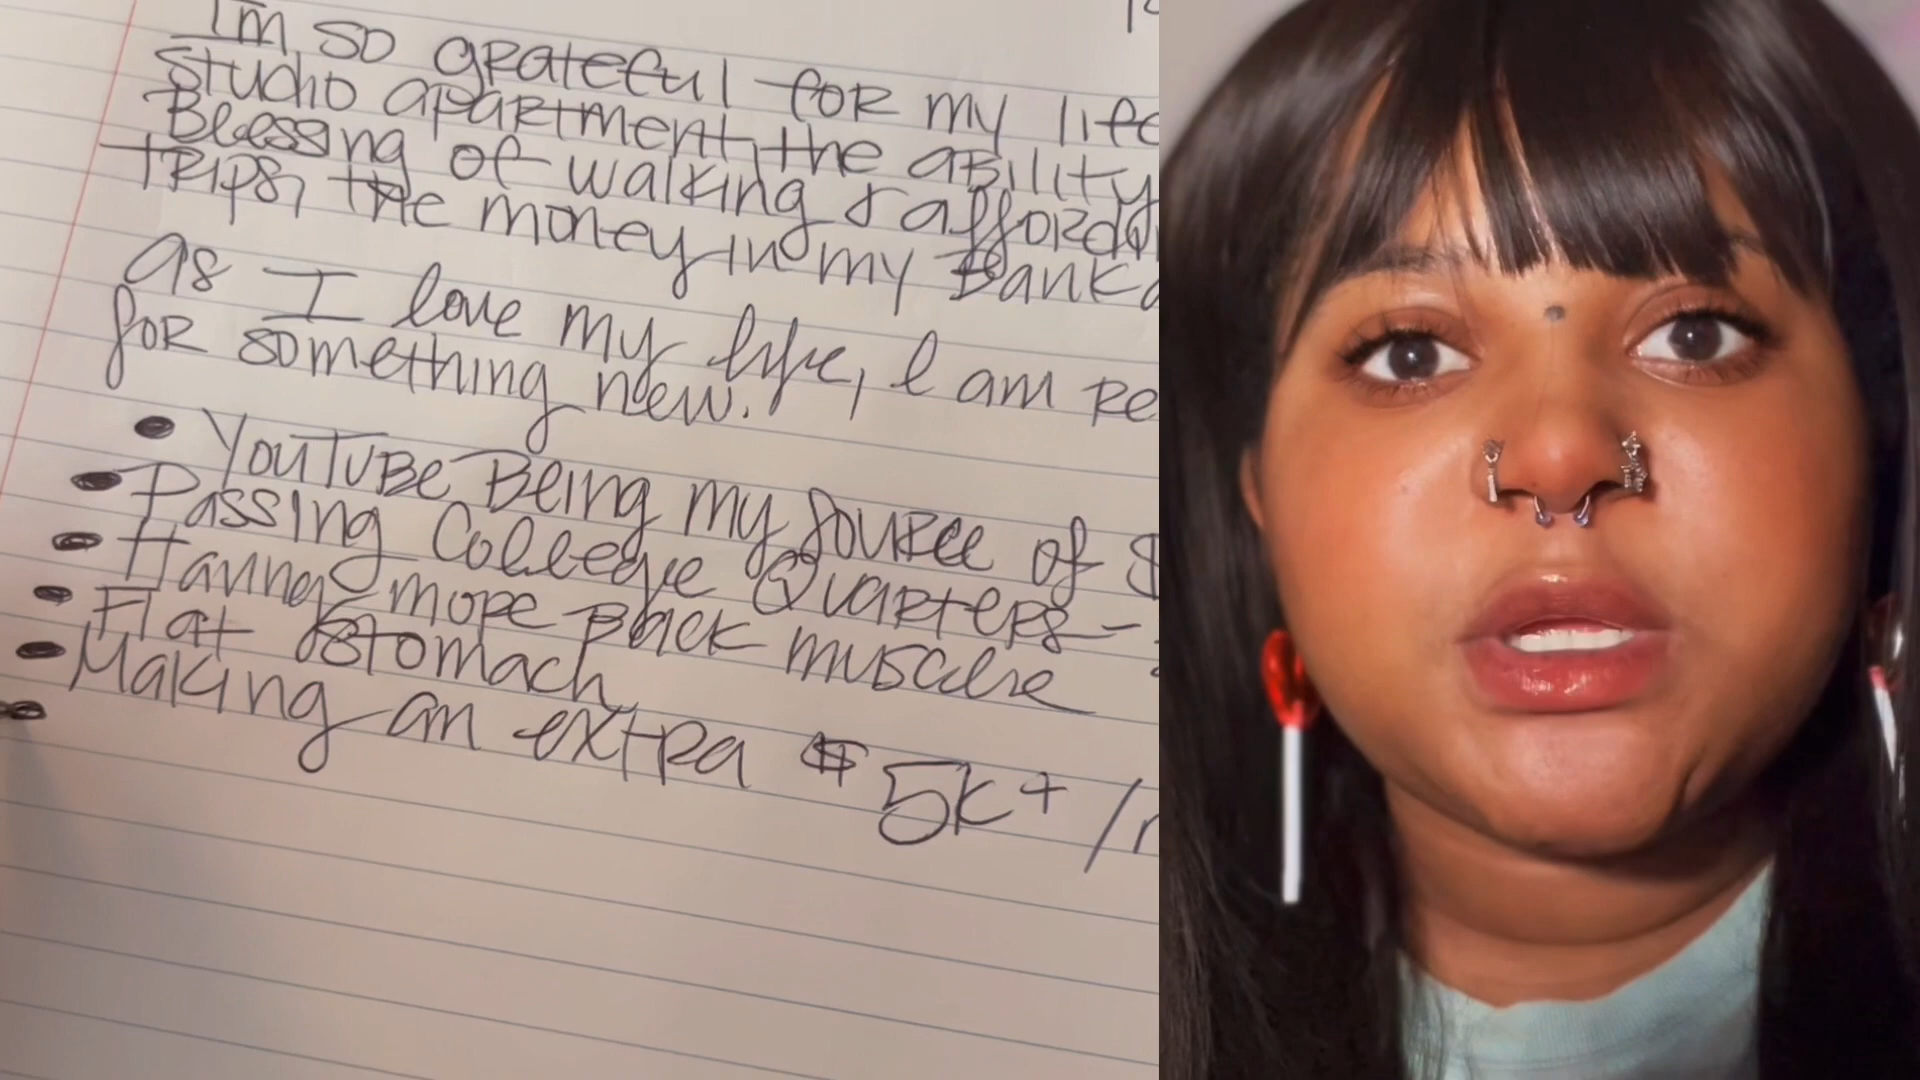 I'm so grateful for my life
Studio apartment, the ability
Blessing of walking & afford
TRIPS, the money in my Bank
as I love my life, I am Re
for something new.
• YouTube Being my source of $
• Passing College Quarters-
• Having more Back muscle
• Flat stomach
• Making an extra $5k+/
•